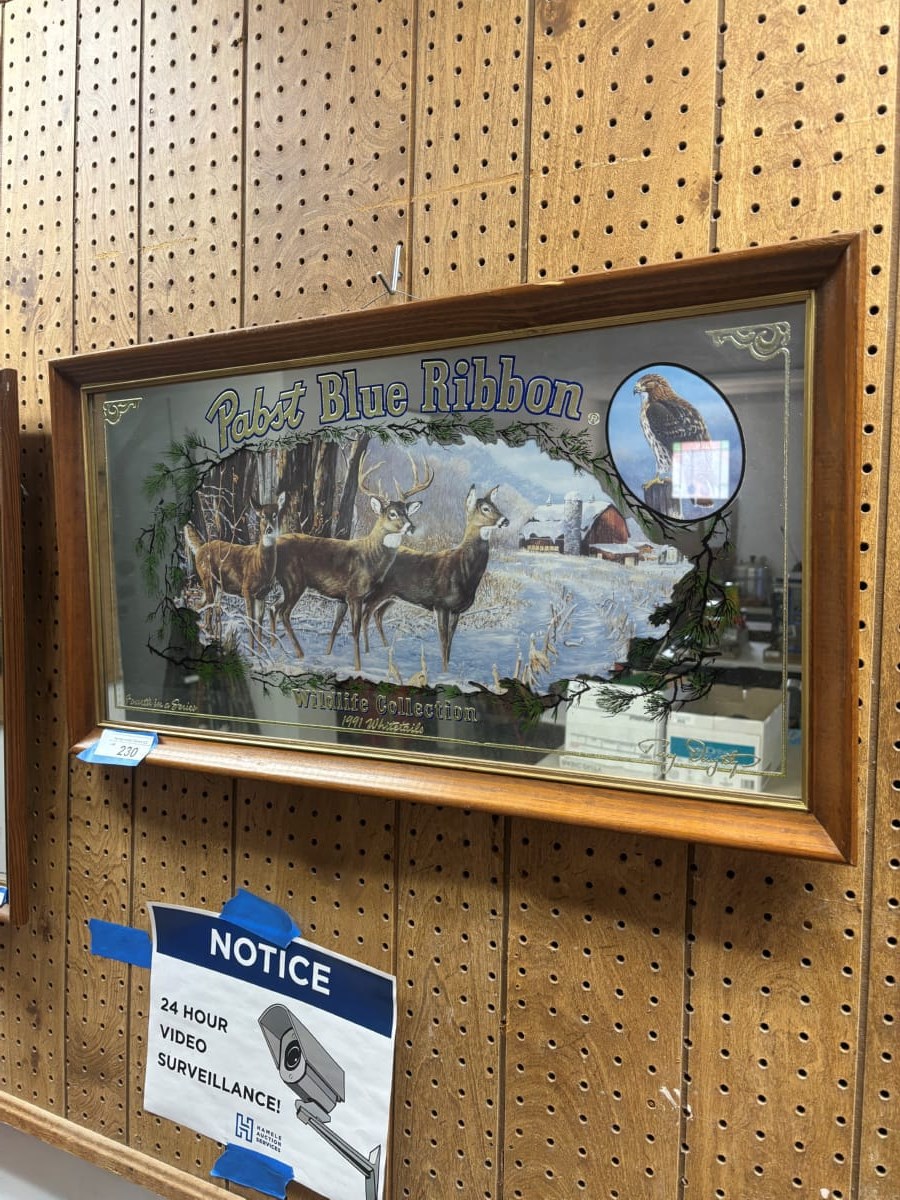 Pabst Blue Ribbon®
Wildlife Collection
1991 Whitetails
Fourth in a Series
230
NOTICE
24 HOUR
VIDEO
SURVEILLANCE!
HAMELE
AUCTION
SERVICES